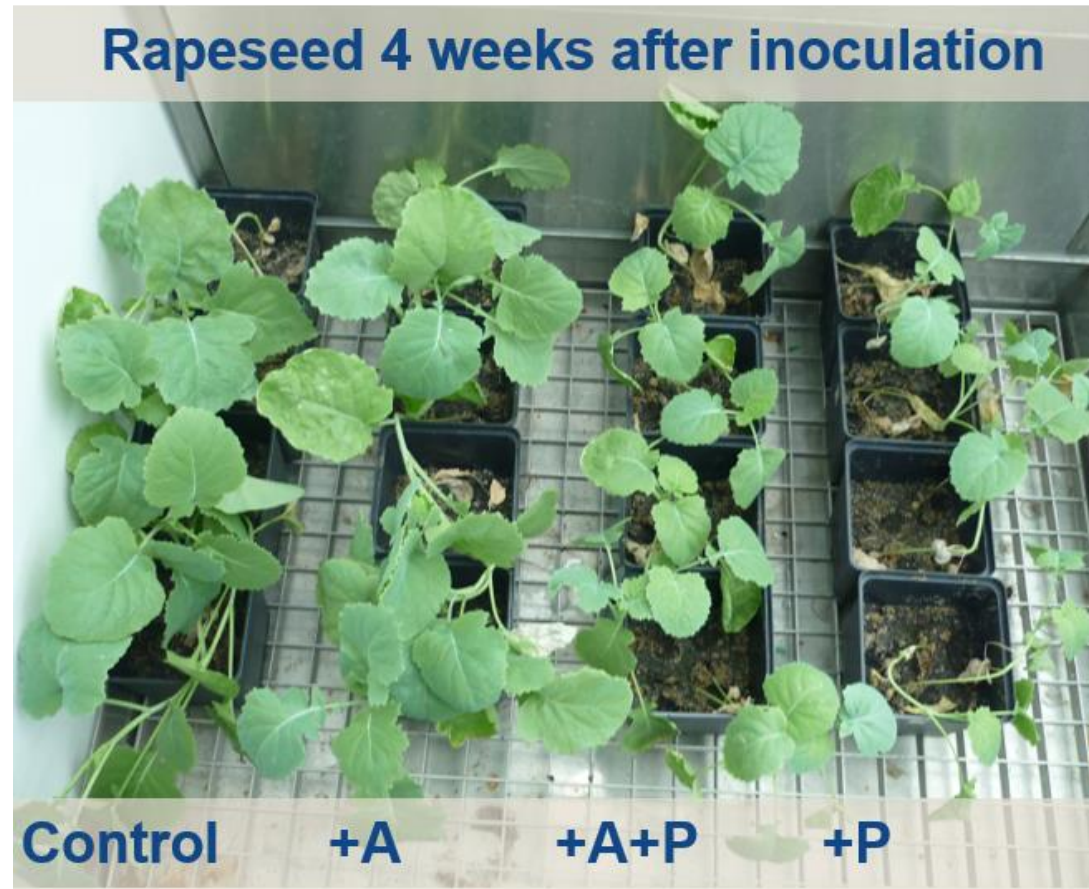 Rapeseed 4 weeks after inoculation
Control +A +A+P +P